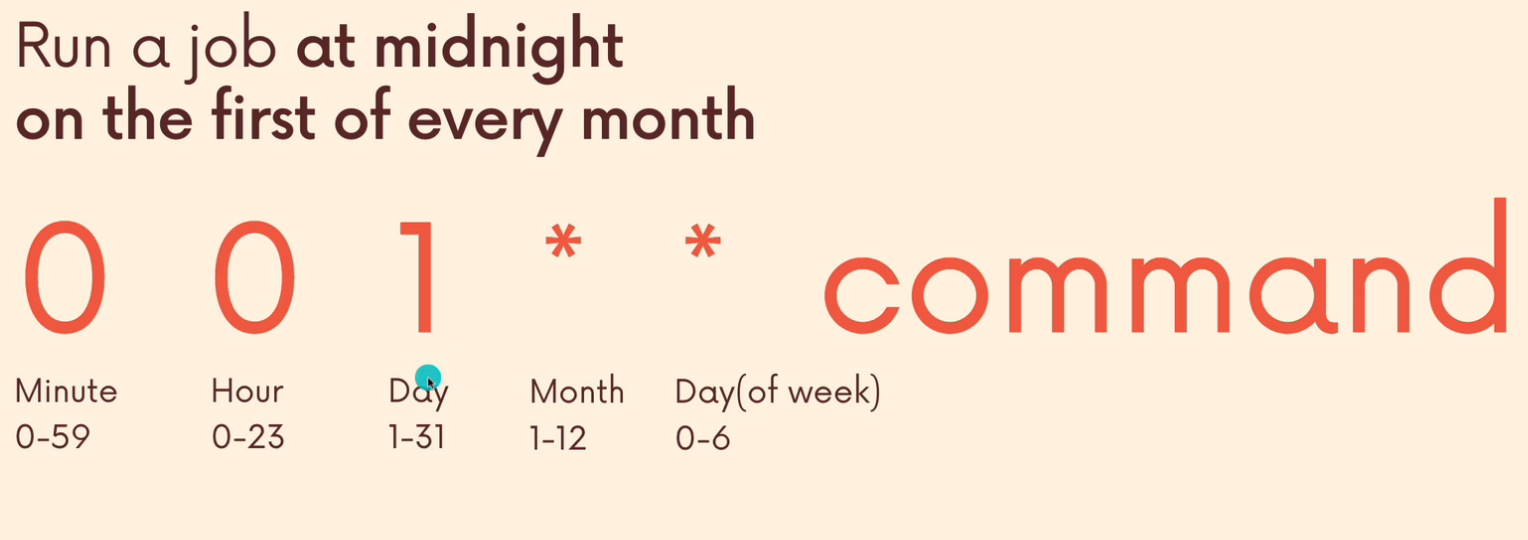 Run a job at midnight
on the first of every month
0 0 1 * * command
Minute Hour Day Month Day(of week)
0-59 0-23 1-31 1-12 0-6